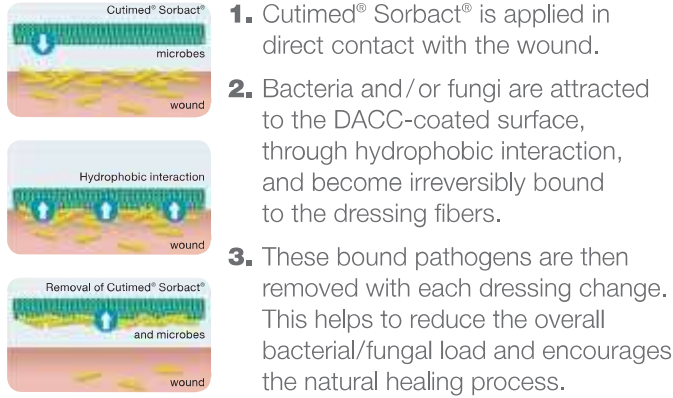 Cutimed® Sorbact®
microbes
wound
1. Cutimed® Sorbact® is applied in
direct contact with the wound.
2. Bacteria and/or fungi are attracted
to the DACC-coated surface,
through hydrophobic interaction,
and become irreversibly bound
to the dressing fibers.
Hydrophobic interaction
wound
3. These bound pathogens are then
removed with each dressing change.
This helps to reduce the overall
bacterial/fungal load and encourages
the natural healing process.
Removal of Cutimed® Sorbact®
and microbes
wound